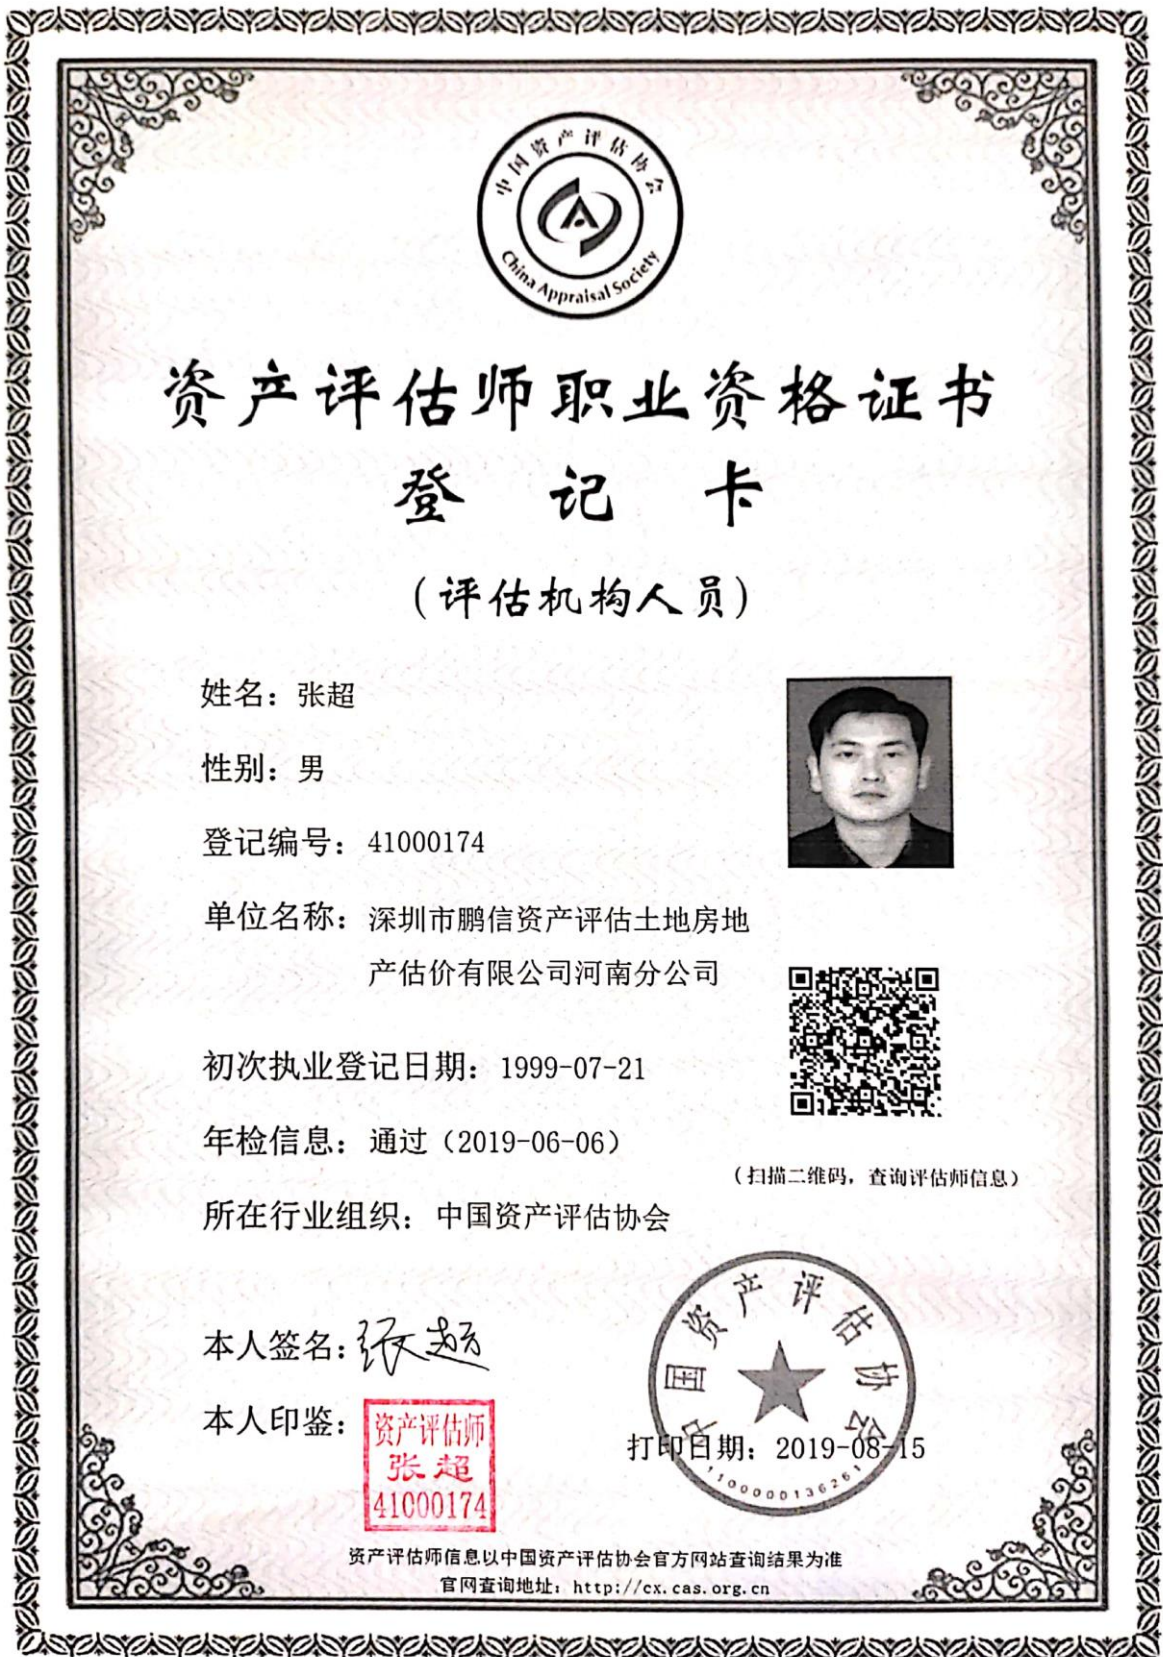 中国资产评估协会
China Appraisal Society
资产评估师职业资格证书
登记卡
（评估机构人员）
姓名：张超
性别：男
登记编号：41000174
单位名称：深圳市鹏信资产评估土地房地
产估价有限公司河南分公司
初次执业登记日期：1999-07-21
年检信息：通过（2019-06-06）
（扫描二维码，查询评估师信息）
所在行业组织：中国资产评估协会
本人签名：张超
本人印鉴：
资产评估师
张超
41000174
中国资产评估协会
打印日期：2019-08-15
1100000136261
资产评估师信息以中国资产评估协会官方网站查询结果为准
官网查询地址：http://cx.cas.org.cn